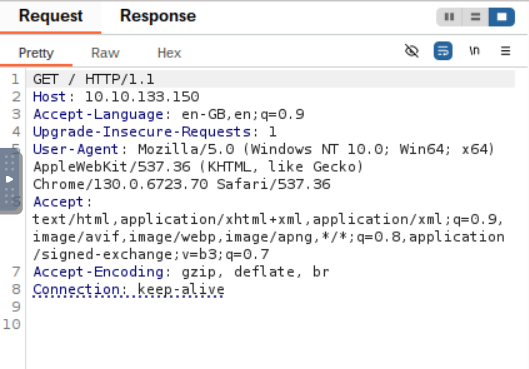 Request Response
Pretty Raw Hex \n
1 GET / HTTP/1.1
2 Host: 10.10.133.150
3 Accept-Language: en-GB,en;q=0.9
4 Upgrade-Insecure-Requests: 1
5 User-Agent: Mozilla/5.0 (Windows NT 10.0; Win64; x64)
AppleWebKit/537.36 (KHTML, like Gecko)
Chrome/130.0.6723.70 Safari/537.36
6 Accept:
text/html,application/xhtml+xml,application/xml;q=0.9,
image/avif,image/webp,image/apng,*/*;q=0.8,application
/signed-exchange;v=b3;q=0.7
7 Accept-Encoding: gzip, deflate, br
8 Connection: keep-alive
9
10